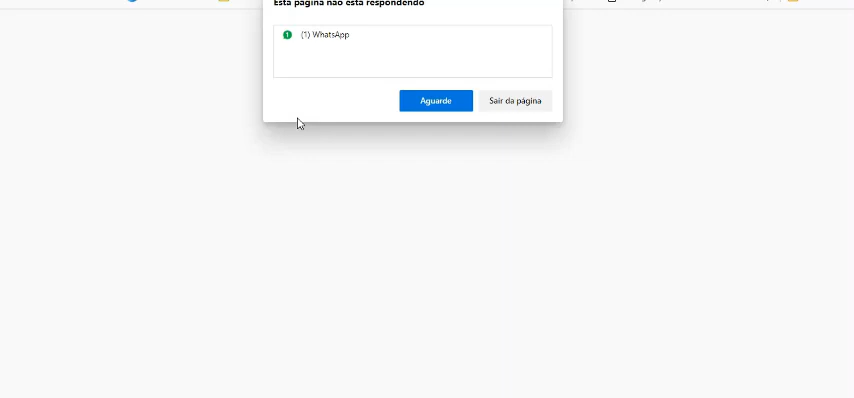 Esta página não está respondendo
(1) WhatsApp
Aguarde
Sair da página